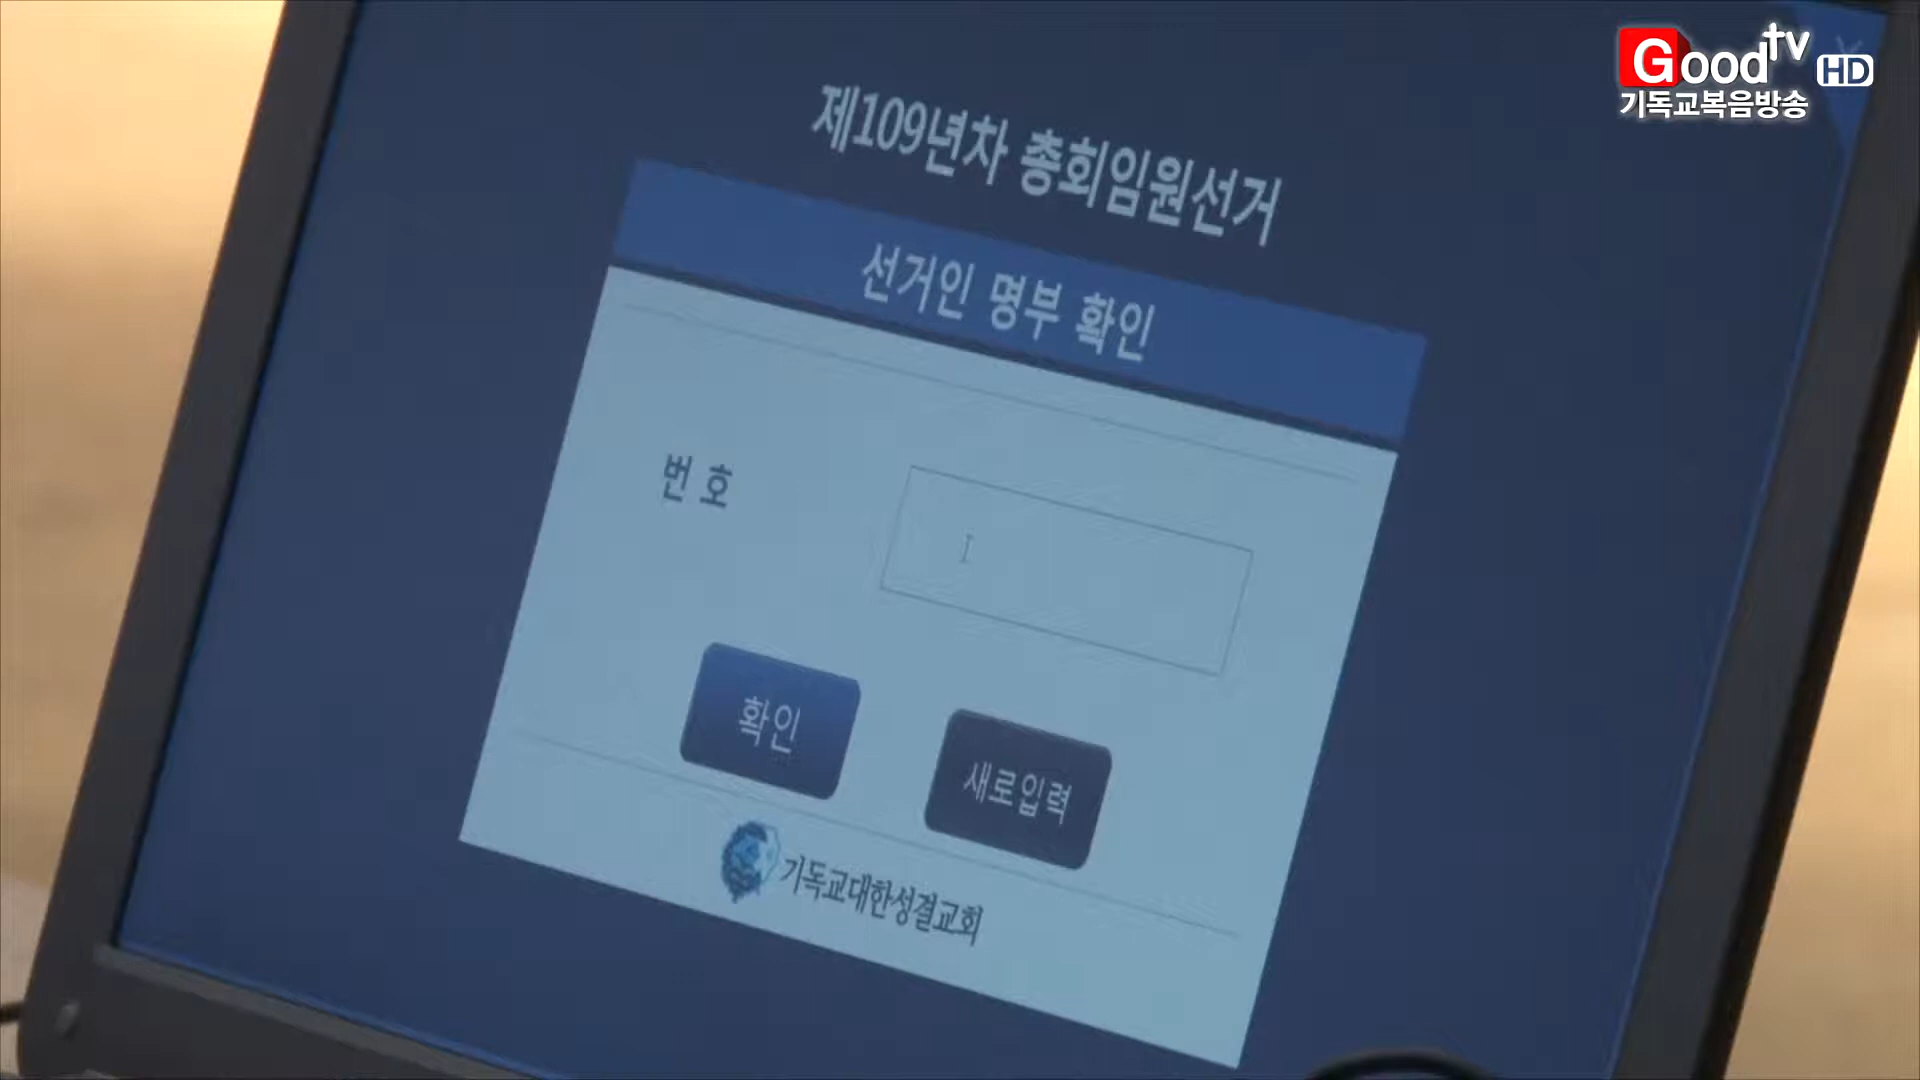 Good tv HD
기독교복음방송
제109년차 총회임원선거
선거인 명부 확인
번 호
확인
새로입력
기독교대한성결교회